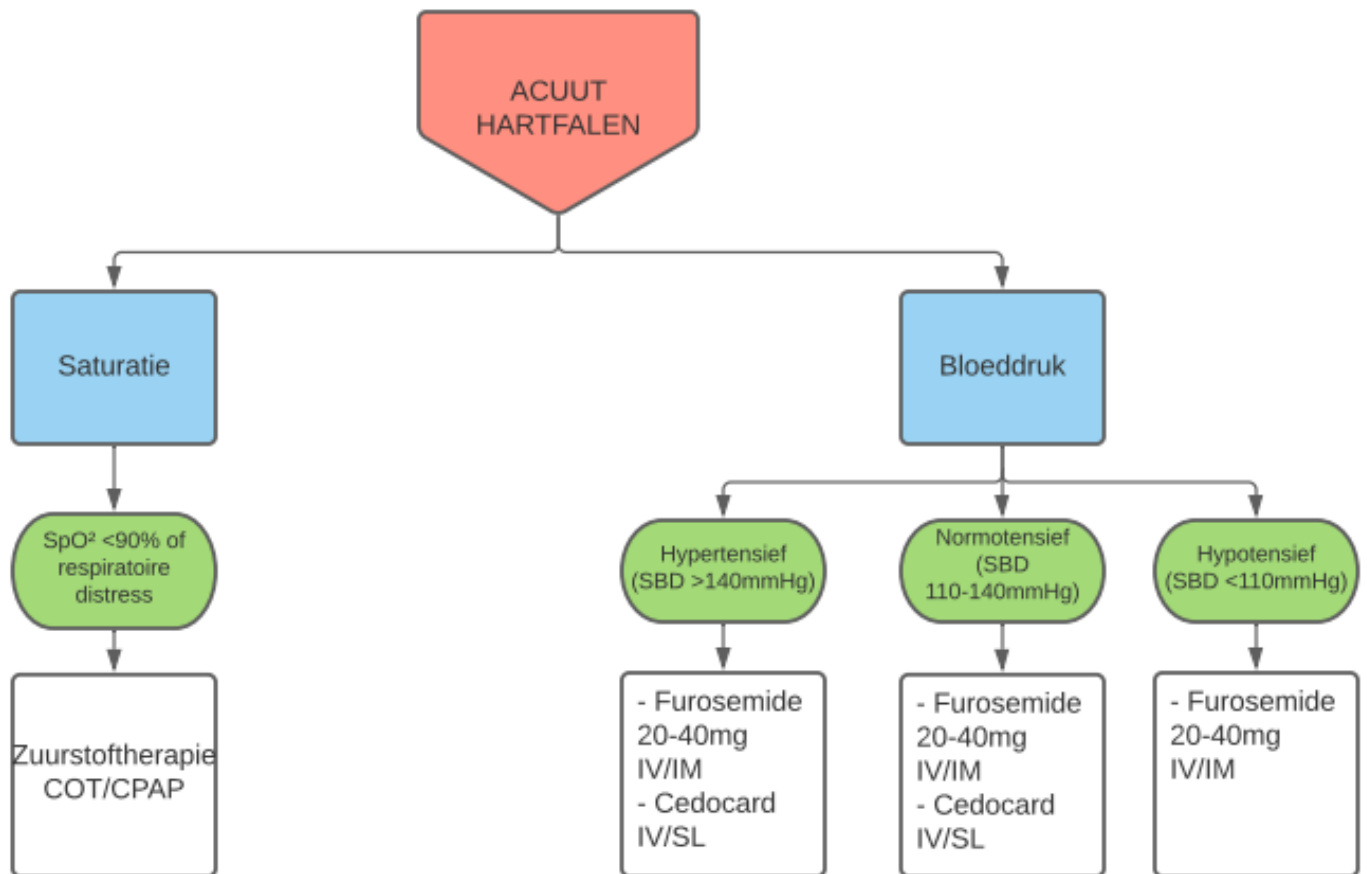 ACUUT
HARTFALEN
Saturatie
Bloeddruk
SpO² <90% of
respiratoire
distress
Hypertensief
(SBD >140mmHg)
Normotensief
(SBD
110-140mmHg)
Hypotensief
(SBD <110mmHg)
Zuurstoftherapie
COT/CPAP
- Furosemide
20-40mg
IV/IM
- Cedocard
IV/SL
- Furosemide
20-40mg
IV/IM
- Cedocard
IV/SL
- Furosemide
20-40mg
IV/IM